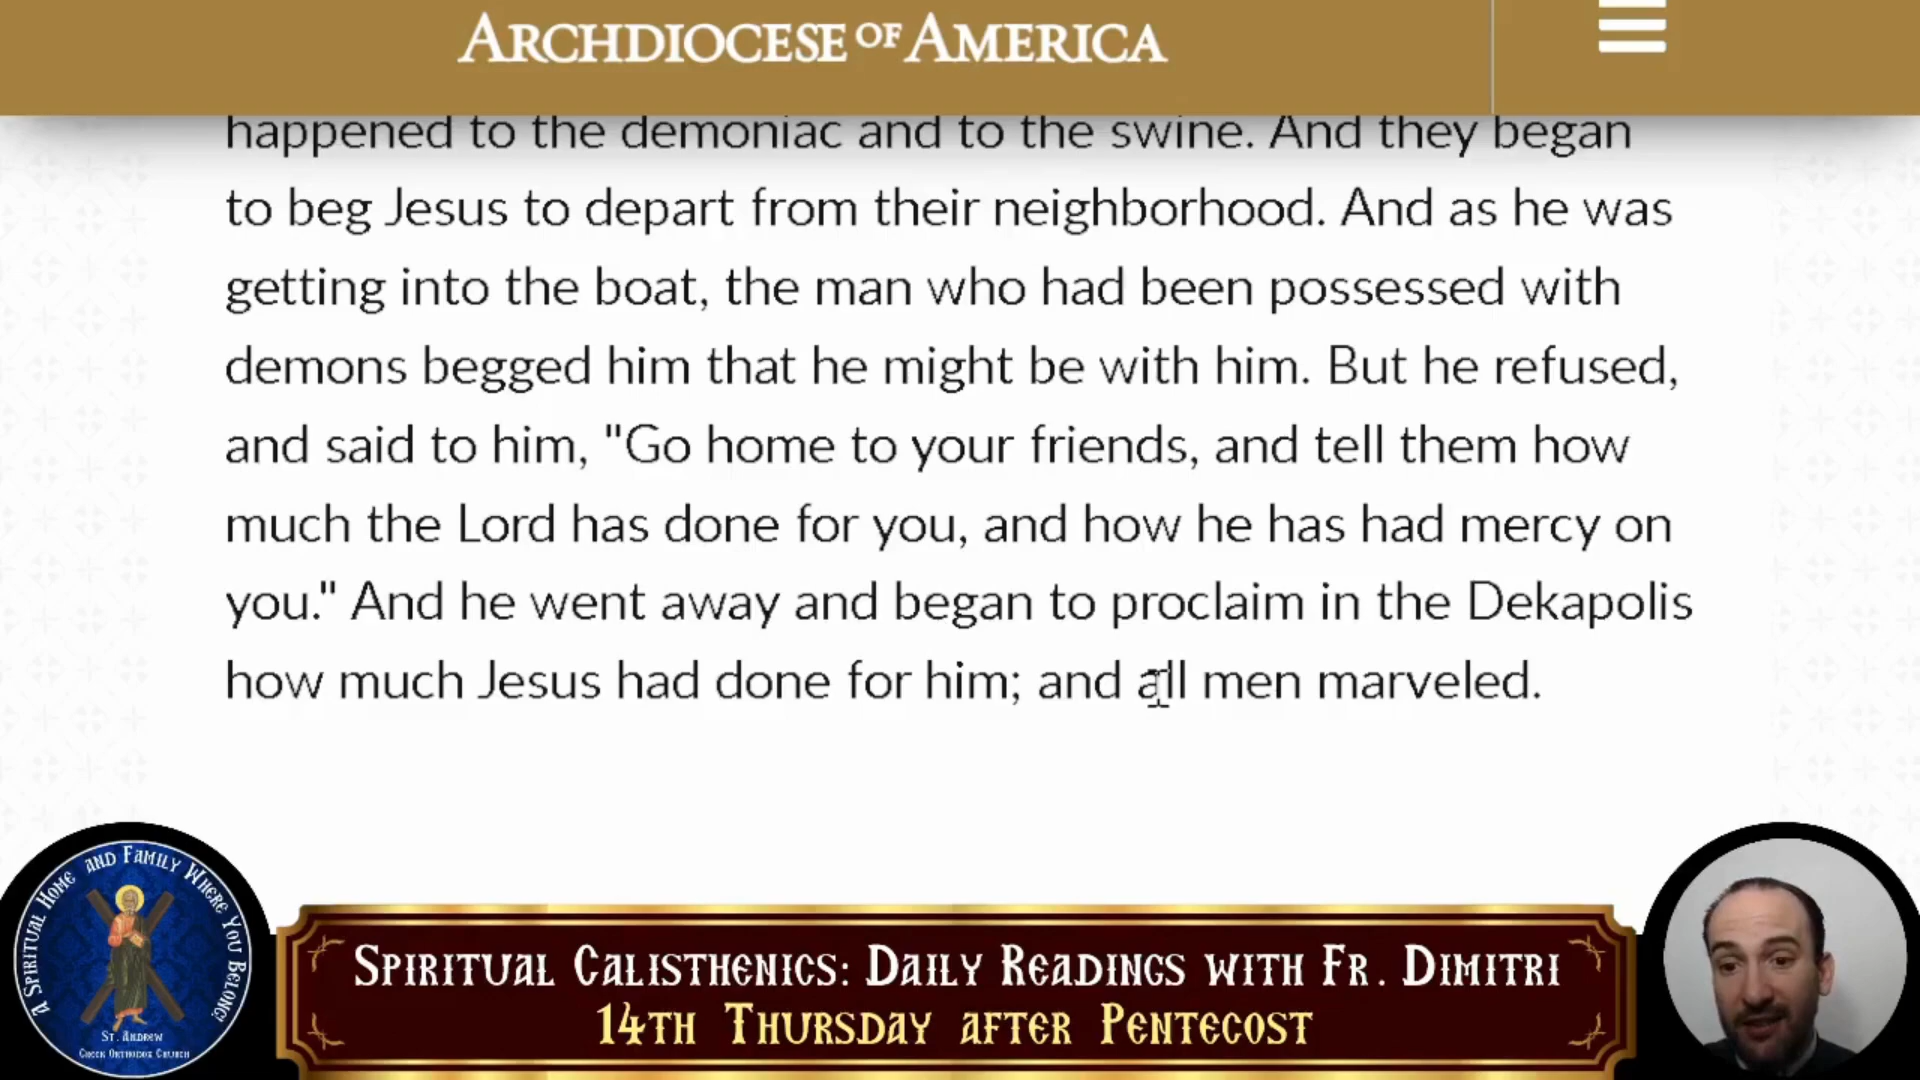 ARCHDIOCESE OF AMERICA
happened to the demoniac and to the swine. And they began
to beg Jesus to depart from their neighborhood. And as he was
getting into the boat, the man who had been possessed with
demons begged him that he might be with him. But he refused,
and said to him, "Go home to your friends, and tell them how
much the Lord has done for you, and how he has had mercy on
you." And he went away and began to proclaim in the Dekapolis
how much Jesus had done for him; and all men marveled.
A SPIRITUAL HOME AND FAMILY WHERE YOU BELONG!
ST. ANDREW
GREEK ORTHODOX CHURCH
SPIRITUAL CALISTHENICS: DAILY READINGS WITH FR. DIMITRI
14TH THURSDAY AFTER PENTECOST